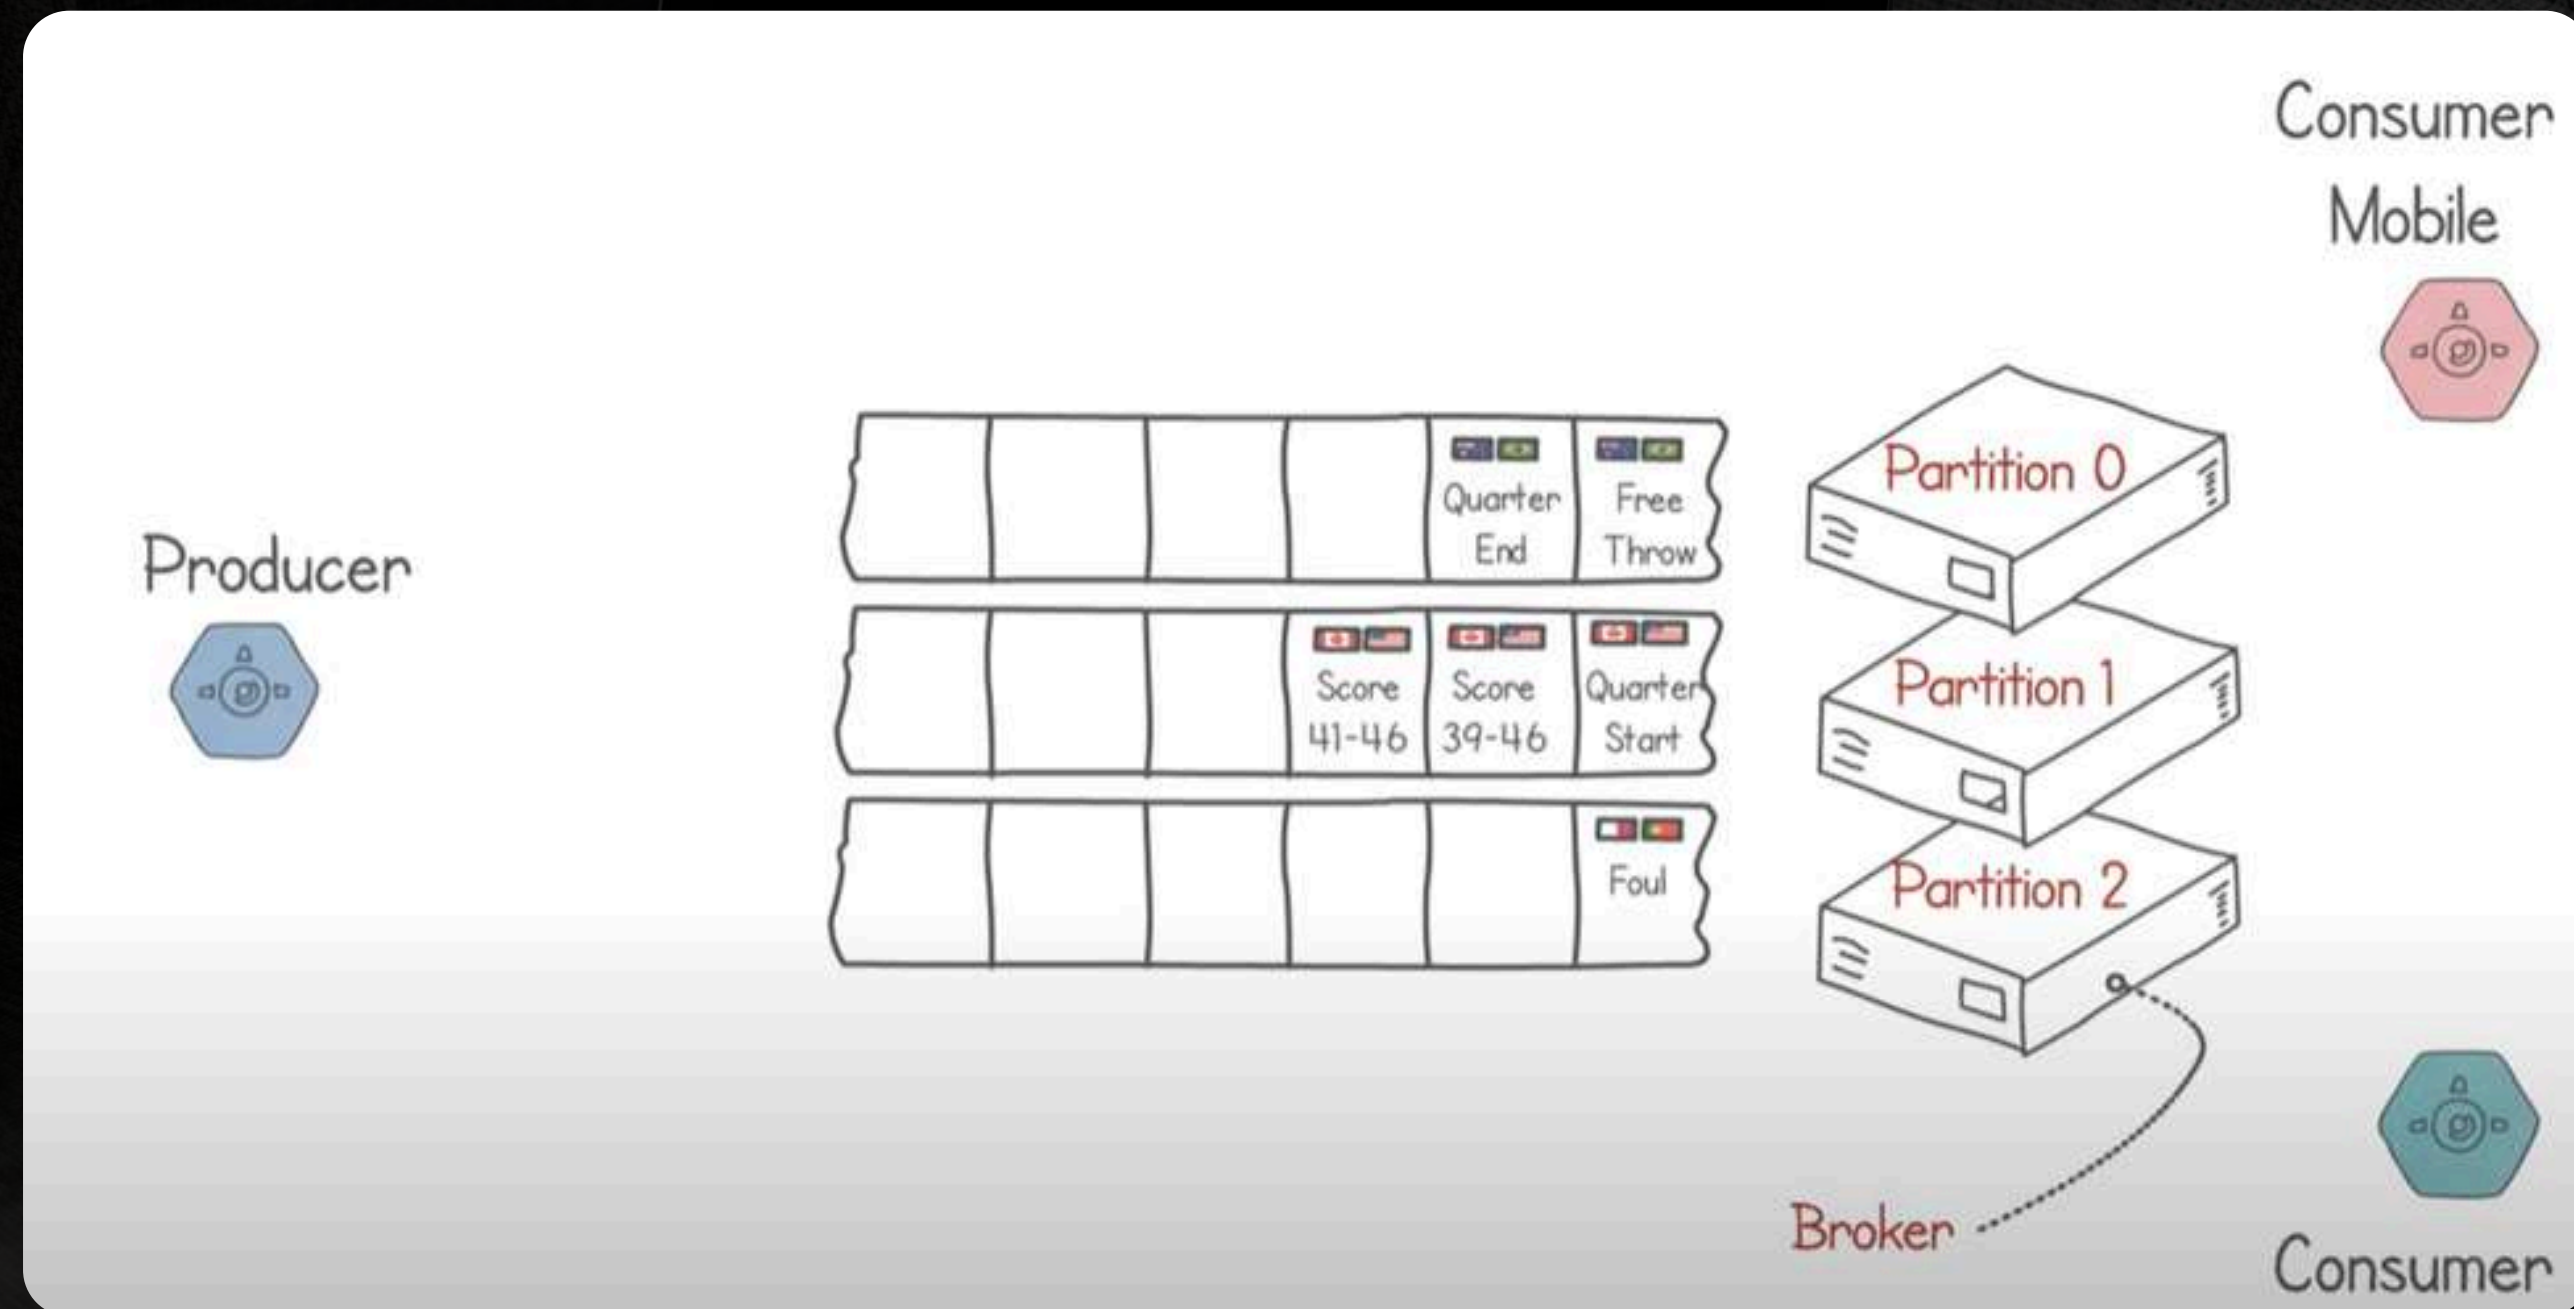 Consumer
Mobile
Producer
Quarter
End
Free
Throw
Score
41-46
Score
39-46
Quarter
Start
Foul
Partition 0
Partition 1
Partition 2
Broker
Consumer